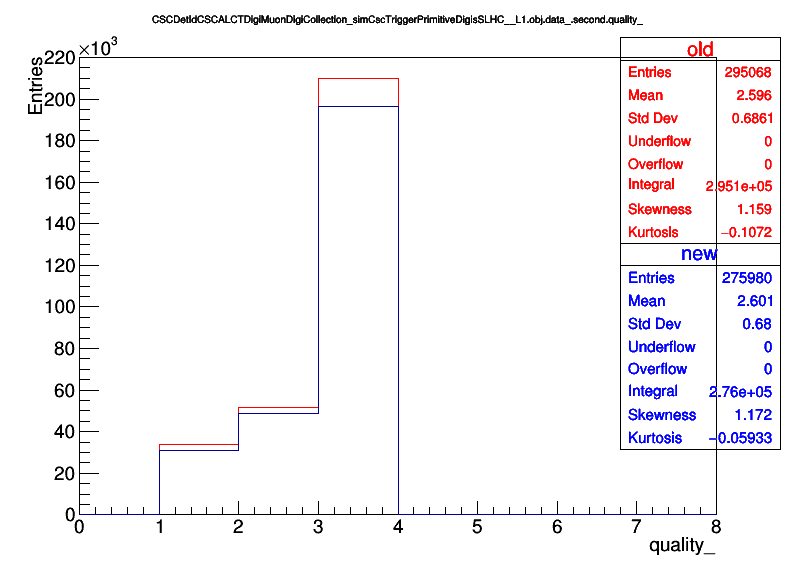 CSCDetIdCSCALCTDigiMuonDigiCollection_simCscTriggerPrimitiveDigisSLHC__L1.obj.data_.second.quality_
×10³
Entries
220
200
180
160
140
120
100
80
60
40
20
0
0 1 2 3 4 5 6 7 8
quality_
old
Entries 295068
Mean 2.596
Std Dev 0.6861
Underflow 0
Overflow 0
Integral 2.951e+05
Skewness 1.159
Kurtosis −0.1072
new
Entries 275980
Mean 2.601
Std Dev 0.68
Underflow 0
Overflow 0
Integral 2.76e+05
Skewness 1.172
Kurtosis −0.05933